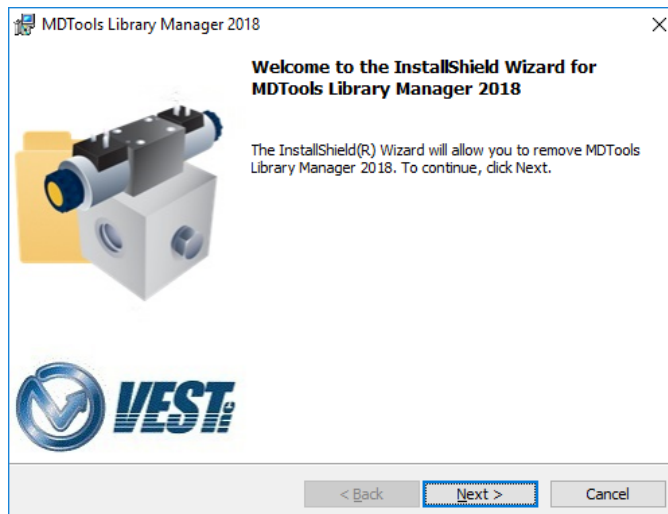 MDTools Library Manager 2018
Welcome to the InstallShield Wizard for
MDTools Library Manager 2018
The InstallShield(R) Wizard will allow you to remove MDTools
Library Manager 2018. To continue, click Next.
VEST inc
< Back Next > Cancel